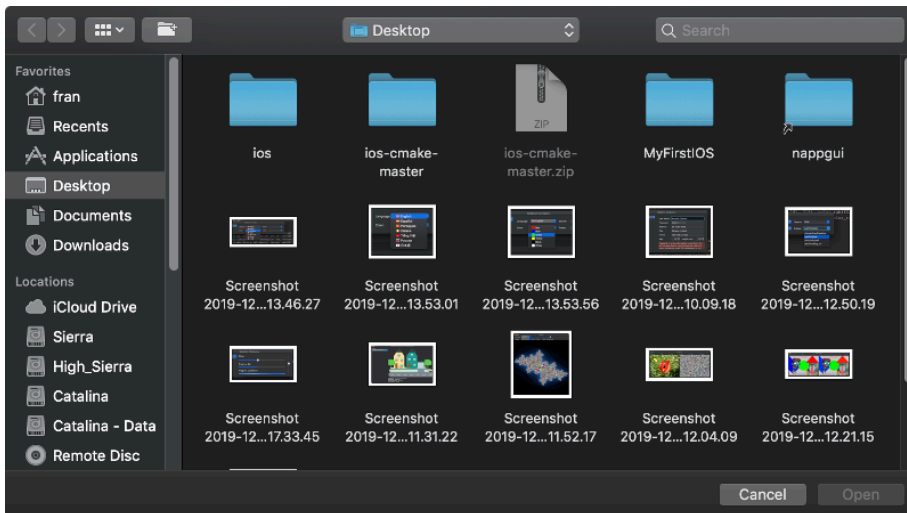 Desktop
Search
Favorites
fran
Recents
Applications
Desktop
Documents
Downloads
Locations
iCloud Drive
Sierra
High_Sierra
Catalina
Catalina - Data
Remote Disc
ZIP
ios
ios-cmake-
master
ios-cmake-
master.zip
MyFirstIOS
nappgui
Screenshot
2019-12...13.46.27
Screenshot
2019-12...13.53.01
Screenshot
2019-12...13.53.56
Screenshot
2019-12...10.09.18
Screenshot
2019-12...12.50.19
Screenshot
2019-12...17.33.45
Screenshot
2019-12...11.31.22
Screenshot
2019-12...11.52.17
Screenshot
2019-12...12.04.09
Screenshot
2019-12...12.21.15
Cancel
Open